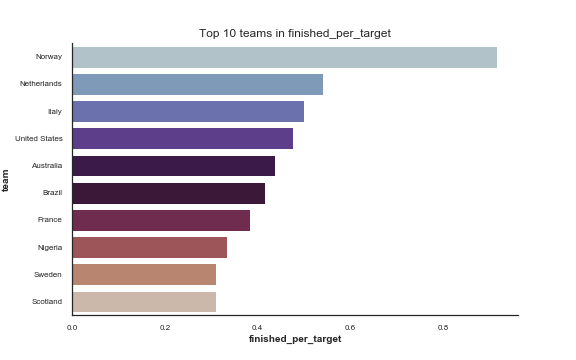 Top 10 teams in finished_per_target
Norway
Netherlands
Italy
United States
Australia
Brazil
France
Nigeria
Sweden
Scotland
team
0.0 0.2 0.4 0.6 0.8
finished_per_target